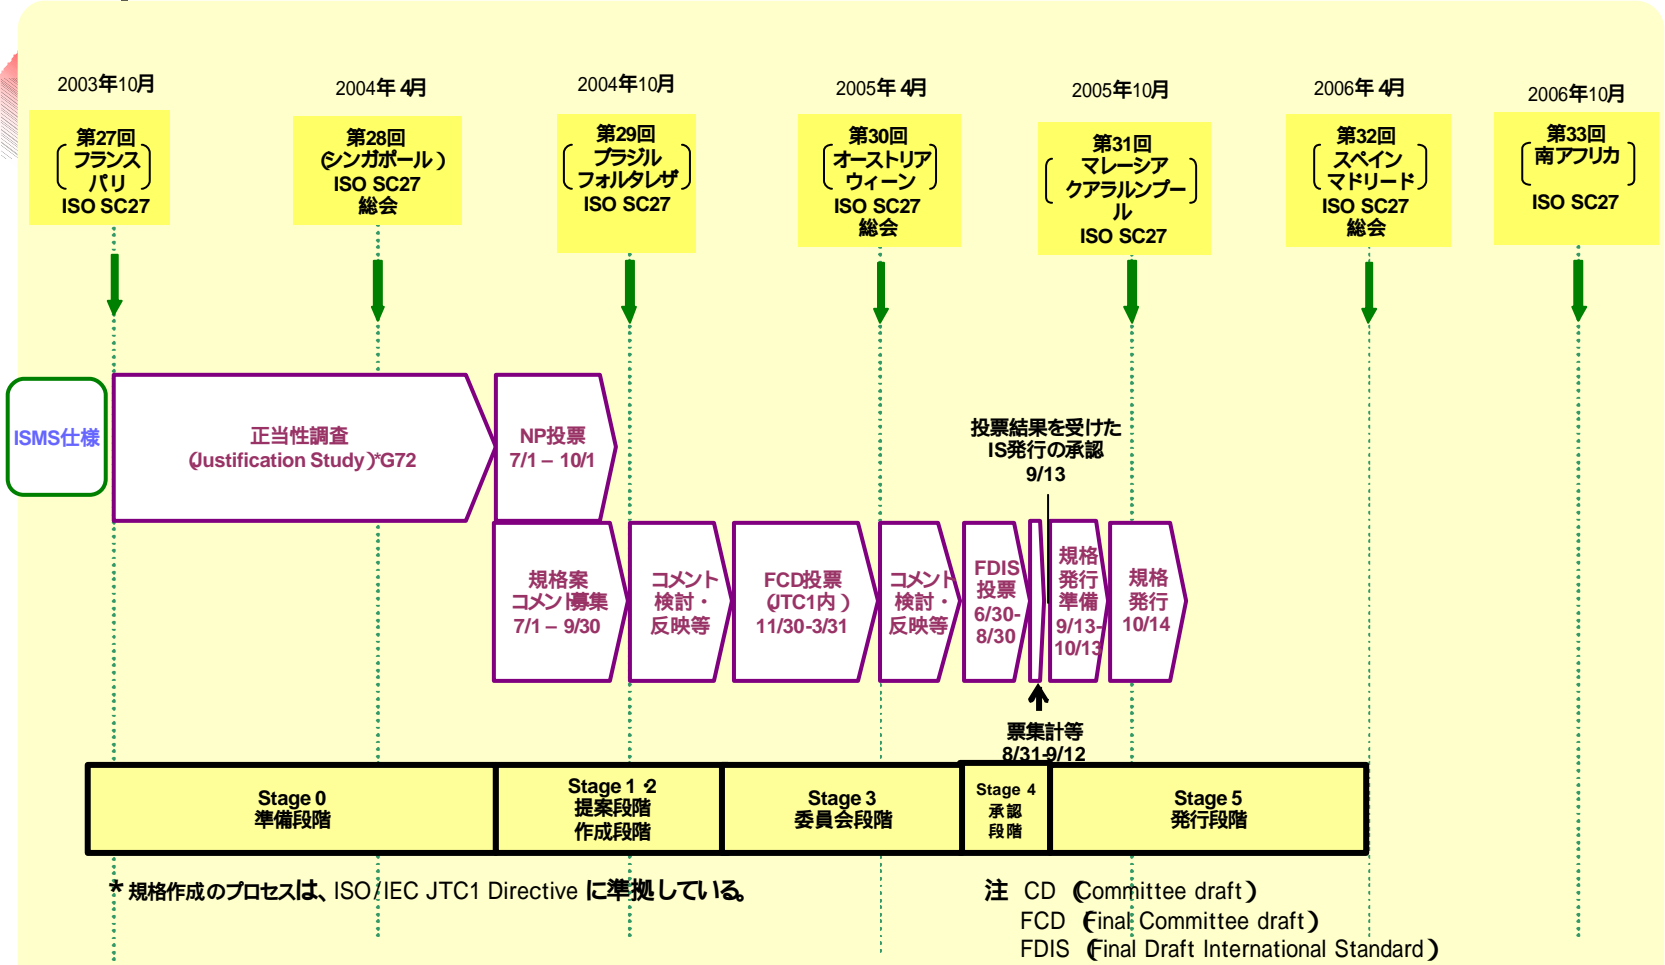 2003年10月
2004年 4月
2004年10月
2005年 4月
2005年10月
2006年 4月
2006年10月
第27回
フランス
パリ
ISO SC27
第28回
(シンガポール)
ISO SC27
総会
第29回
ブラジル
フォルタレザ
ISO SC27
第30回
オーストリア
ウィーン
ISO SC27
総会
第31回
マレーシア
クアラルンプー
ル
ISO SC27
第32回
スペイン
マドリード
ISO SC27
総会
第33回
南アフリカ
ISO SC27
ISMS仕様
正当性調査
(Justification Study)*G72
NP投票
7/1 – 10/1
投票結果を受けた
IS発行の承認
9/13
規格案
コメント募集
7/1 – 9/30
コメント
検討・
反映等
FCD投票
(JTC1内)
11/30-3/31
コメント
検討・
反映等
FDIS
投票
6/30-
8/30
規格
発行
準備
9/13-
10/13
規格
発行
10/14
票集計等
8/31-9/12
Stage 0
準備段階
Stage 1・2
提案段階
作成段階
Stage 3
委員会段階
Stage 4
承認
段階
Stage 5
発行段階
* 規格作成のプロセスは、ISO/IEC JTC1 Directive に準拠している。
注 CD (Committee draft)
FCD (Final Committee draft)
FDIS (Final Draft International Standard)